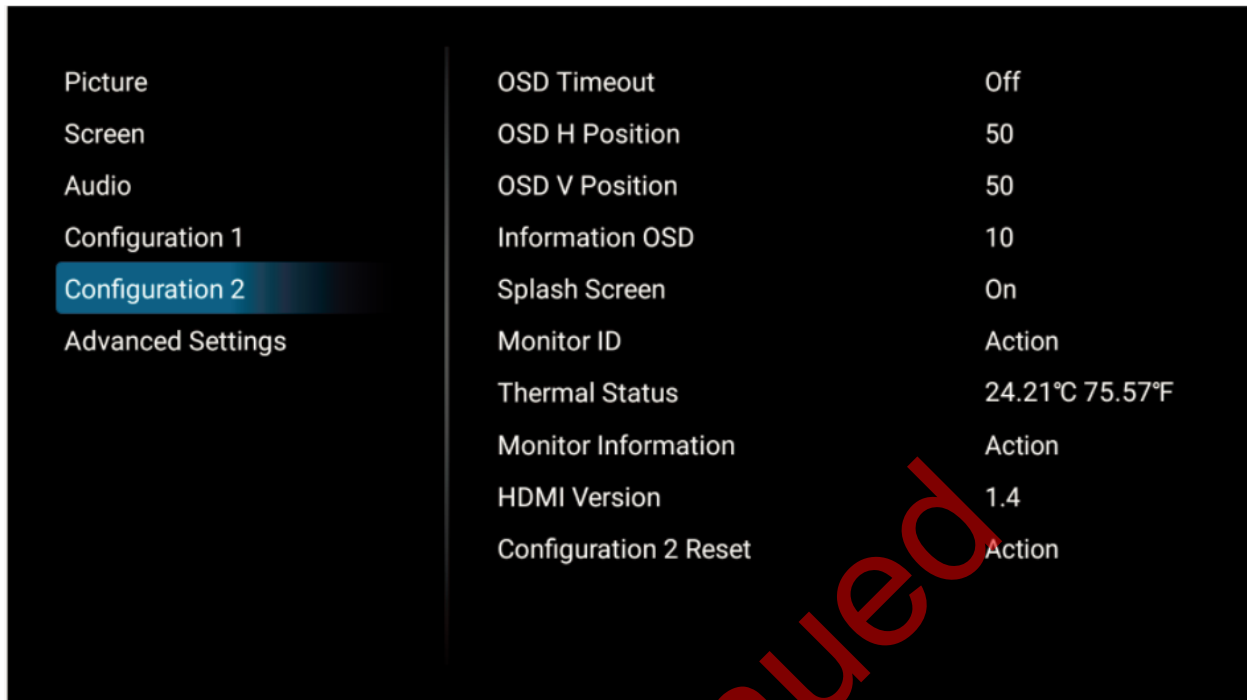 Picture
Screen
Audio
Configuration 1
Configuration 2
Advanced Settings
OSD Timeout Off
OSD H Position 50
OSD V Position 50
Information OSD 10
Splash Screen On
Monitor ID Action
Thermal Status 24.21℃ 75.57℉
Monitor Information Action
HDMI Version 1.4
Configuration 2 Reset Action